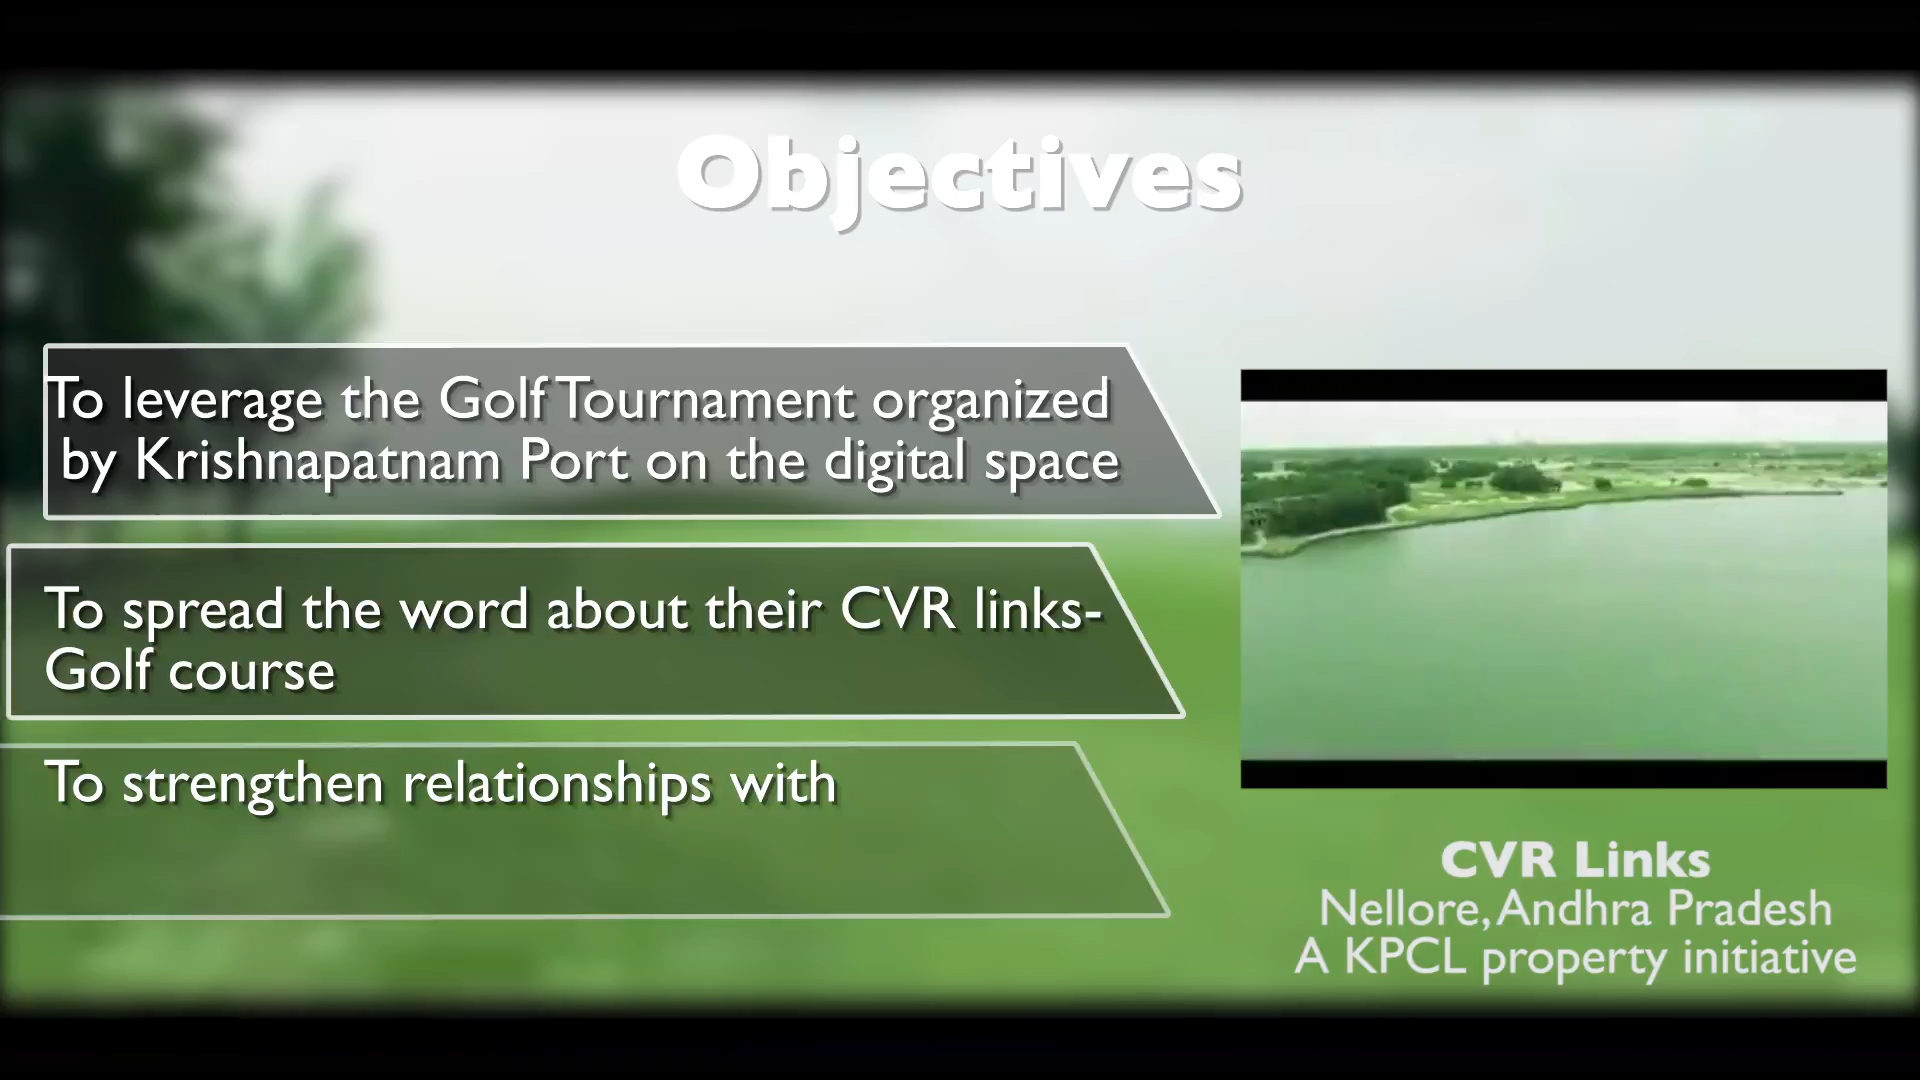 Objectives
To leverage the Golf Tournament organized
by Krishnapatnam Port on the digital space
To spread the word about their CVR links-
Golf course
To strengthen relationships with
CVR Links
Nellore, Andhra Pradesh
A KPCL property initiative